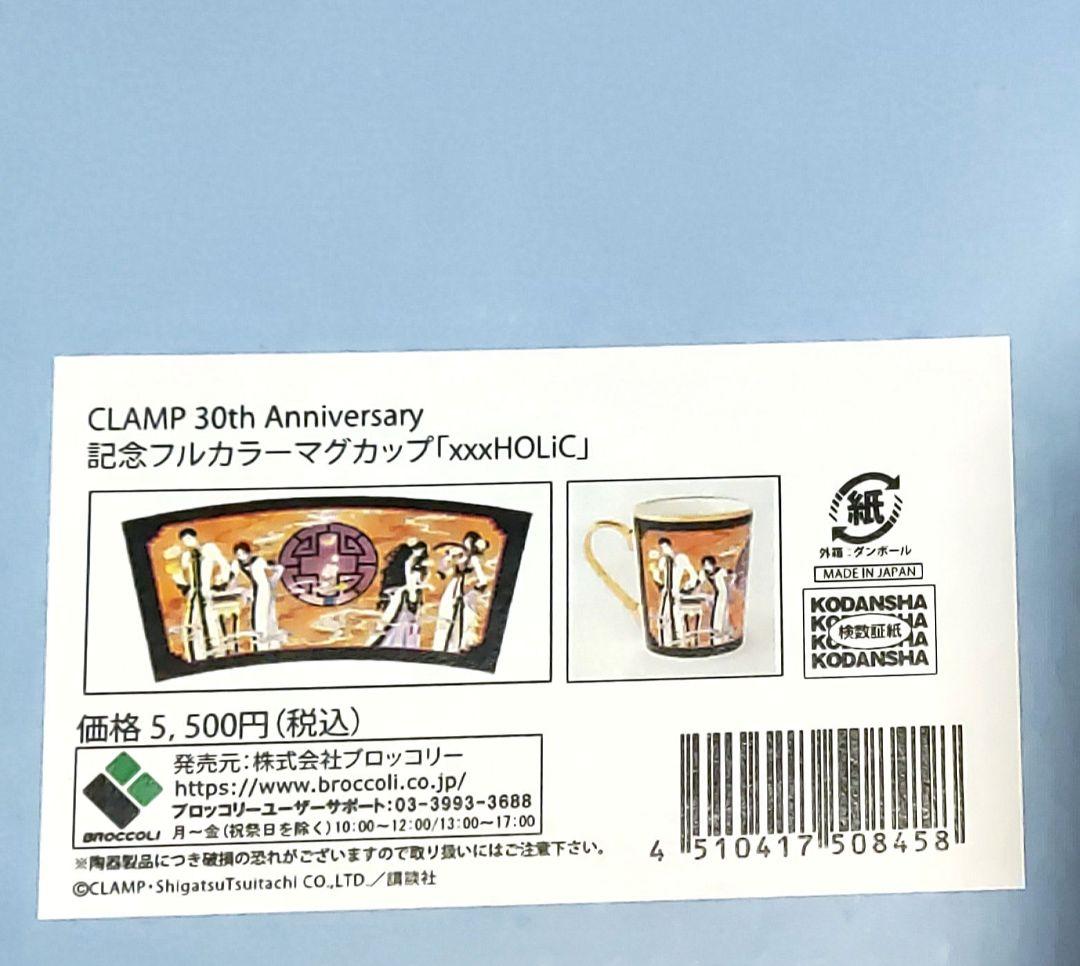 CLAMP 30th Anniversary
記念フルカラーマグカップ「xxxHOLiC」
紙
外箱:ダンボール
MADE IN JAPAN
KODANSHA
検数証紙
KODANSHA
価格 5,500円(税込)
BROCCOLI
発売元:株式会社ブロッコリー
https://www.broccoli.co.jp/
ブロッコリーユーザーサポート:03-3993-3688
月~金(祝祭日を除く)10:00~12:00/13:00~17:00
※陶器製品につき破損の恐れがございますので取り扱いにはご注意下さい。
©CLAMP・ShigatsuTsuitachi CO.,LTD./講談社
4 510417 508458